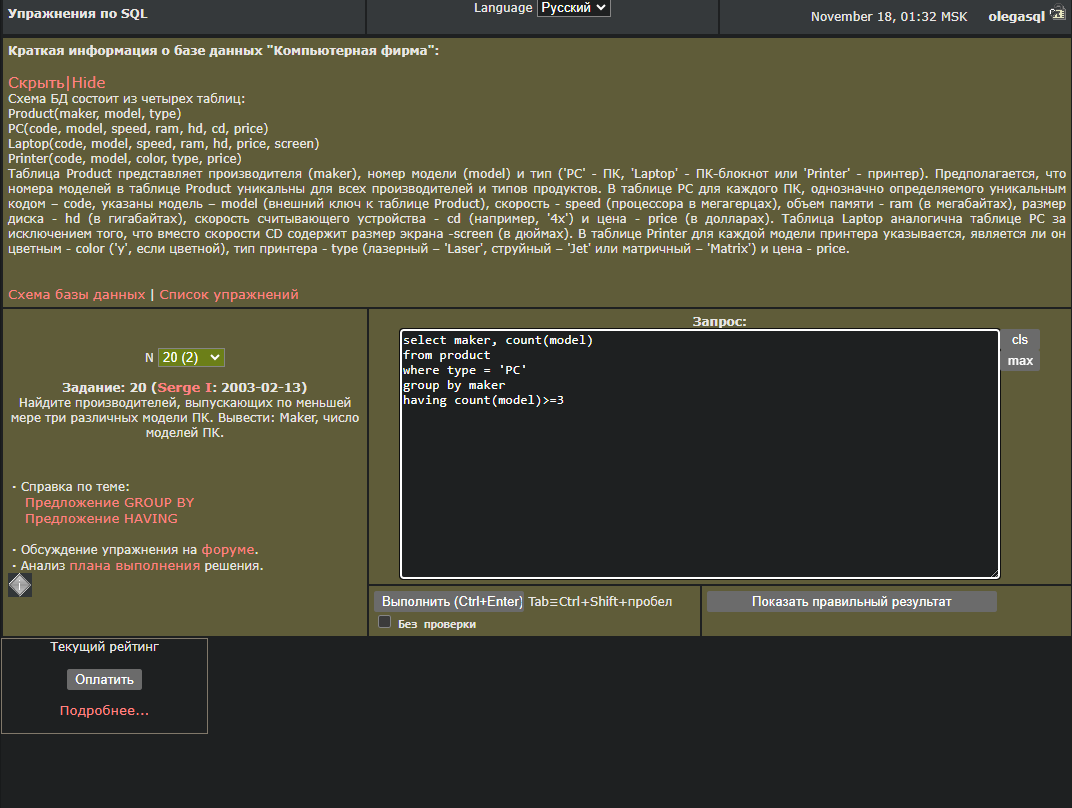 Упражнения по SQL
Language Русский
November 18, 01:32 MSK olegasql
Краткая информация о базе данных "Компьютерная фирма":
Скрыть|Hide
Схема БД состоит из четырех таблиц:
Product(maker, model, type)
PC(code, model, speed, ram, hd, cd, price)
Laptop(code, model, speed, ram, hd, price, screen)
Printer(code, model, color, type, price)
Таблица Product представляет производителя (maker), номер модели (model) и тип ('PC' - ПК, 'Laptop' - ПК-блокнот или 'Printer' - принтер). Предполагается, что
номера моделей в таблице Product уникальны для всех производителей и типов продуктов. В таблице PC для каждого ПК, однозначно определяемого уникальным
кодом – code, указаны модель – model (внешний ключ к таблице Product), скорость - speed (процессора в мегагерцах), объем памяти - ram (в мегабайтах), размер
диска - hd (в гигабайтах), скорость считывающего устройства - cd (например, '4x') и цена - price (в долларах). Таблица Laptop аналогична таблице РС за
исключением того, что вместо скорости CD содержит размер экрана -screen (в дюймах). В таблице Printer для каждой модели принтера указывается, является ли он
цветным - color ('y', если цветной), тип принтера - type (лазерный – 'Laser', струйный – 'Jet' или матричный – 'Matrix') и цена - price.
Схема базы данных | Список упражнений
N 20 (2)
Задание: 20 (Serge I: 2003-02-13)
Найдите производителей, выпускающих по меньшей
мере три различных модели ПК. Вывести: Maker, число
моделей ПК.
· Справка по теме:
Предложение GROUP BY
Предложение HAVING
· Обсуждение упражнения на форуме.
· Анализ плана выполнения решения.
Запрос:
select maker, count(model)
from product
where type = 'PC'
group by maker
having count(model)>=3
cls
max
Выполнить (Ctrl+Enter) Tab≡Ctrl+Shift+пробел
Без проверки
Показать правильный результат
Текущий рейтинг
Оплатить
Подробнее...